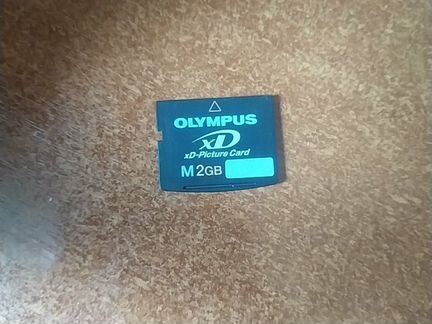 OLYMPUS
xD
xD-Picture Card
M 2GB